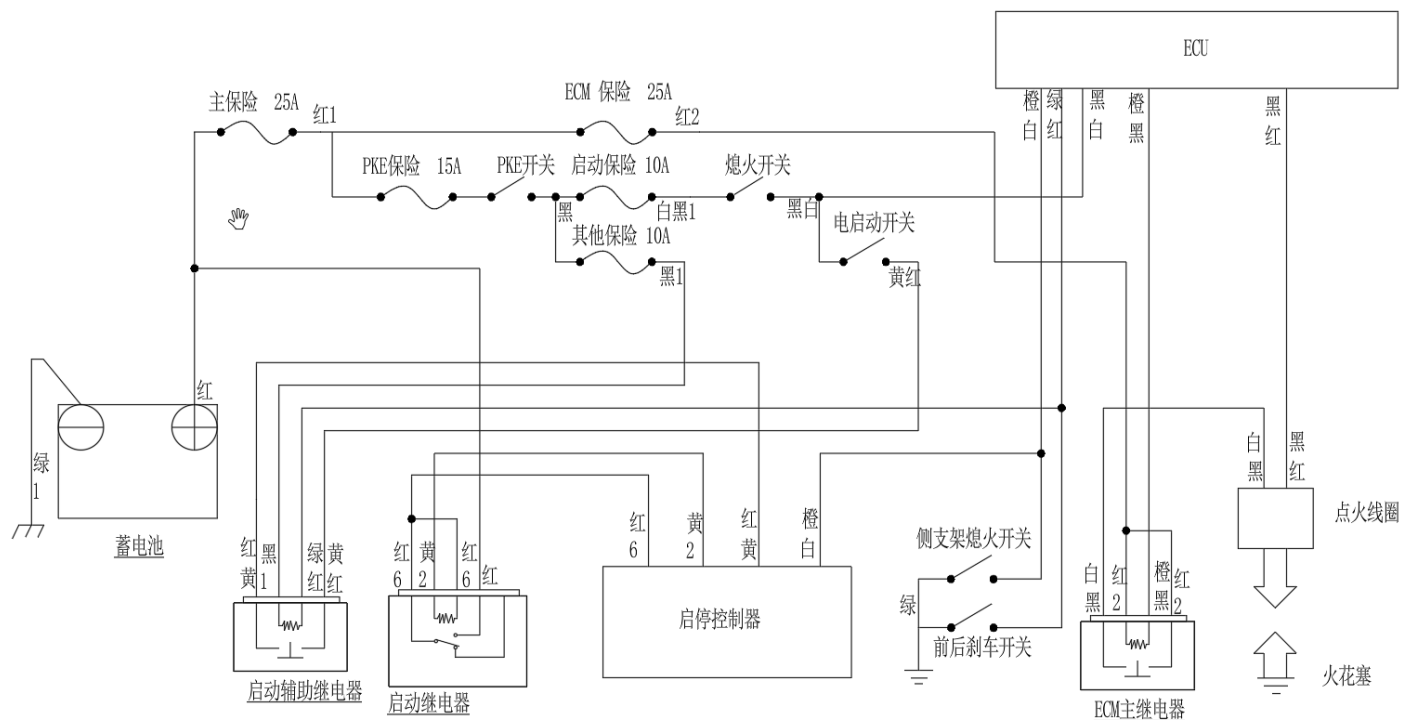 ECU
主保险 25A
红1
ECM 保险 25A
红2
橙白
绿红
黑白
橙黑
黑红
PKE保险 15A
PKE开关
启动保险 10A
熄火开关
黑
白黑1
黑白
其他保险 10A
黑1
电启动开关
黄红
红
绿1
蓄电池
红黄
黑1
绿红
黄红
启动辅助继电器
红6
黄2
红6
红
启动继电器
红6
黄2
红黄
橙白
启停控制器
侧支架熄火开关
绿
前后刹车开关
白黑
黑红
点火线圈
白黑
红2
橙黑
红2
ECM主继电器
火花塞